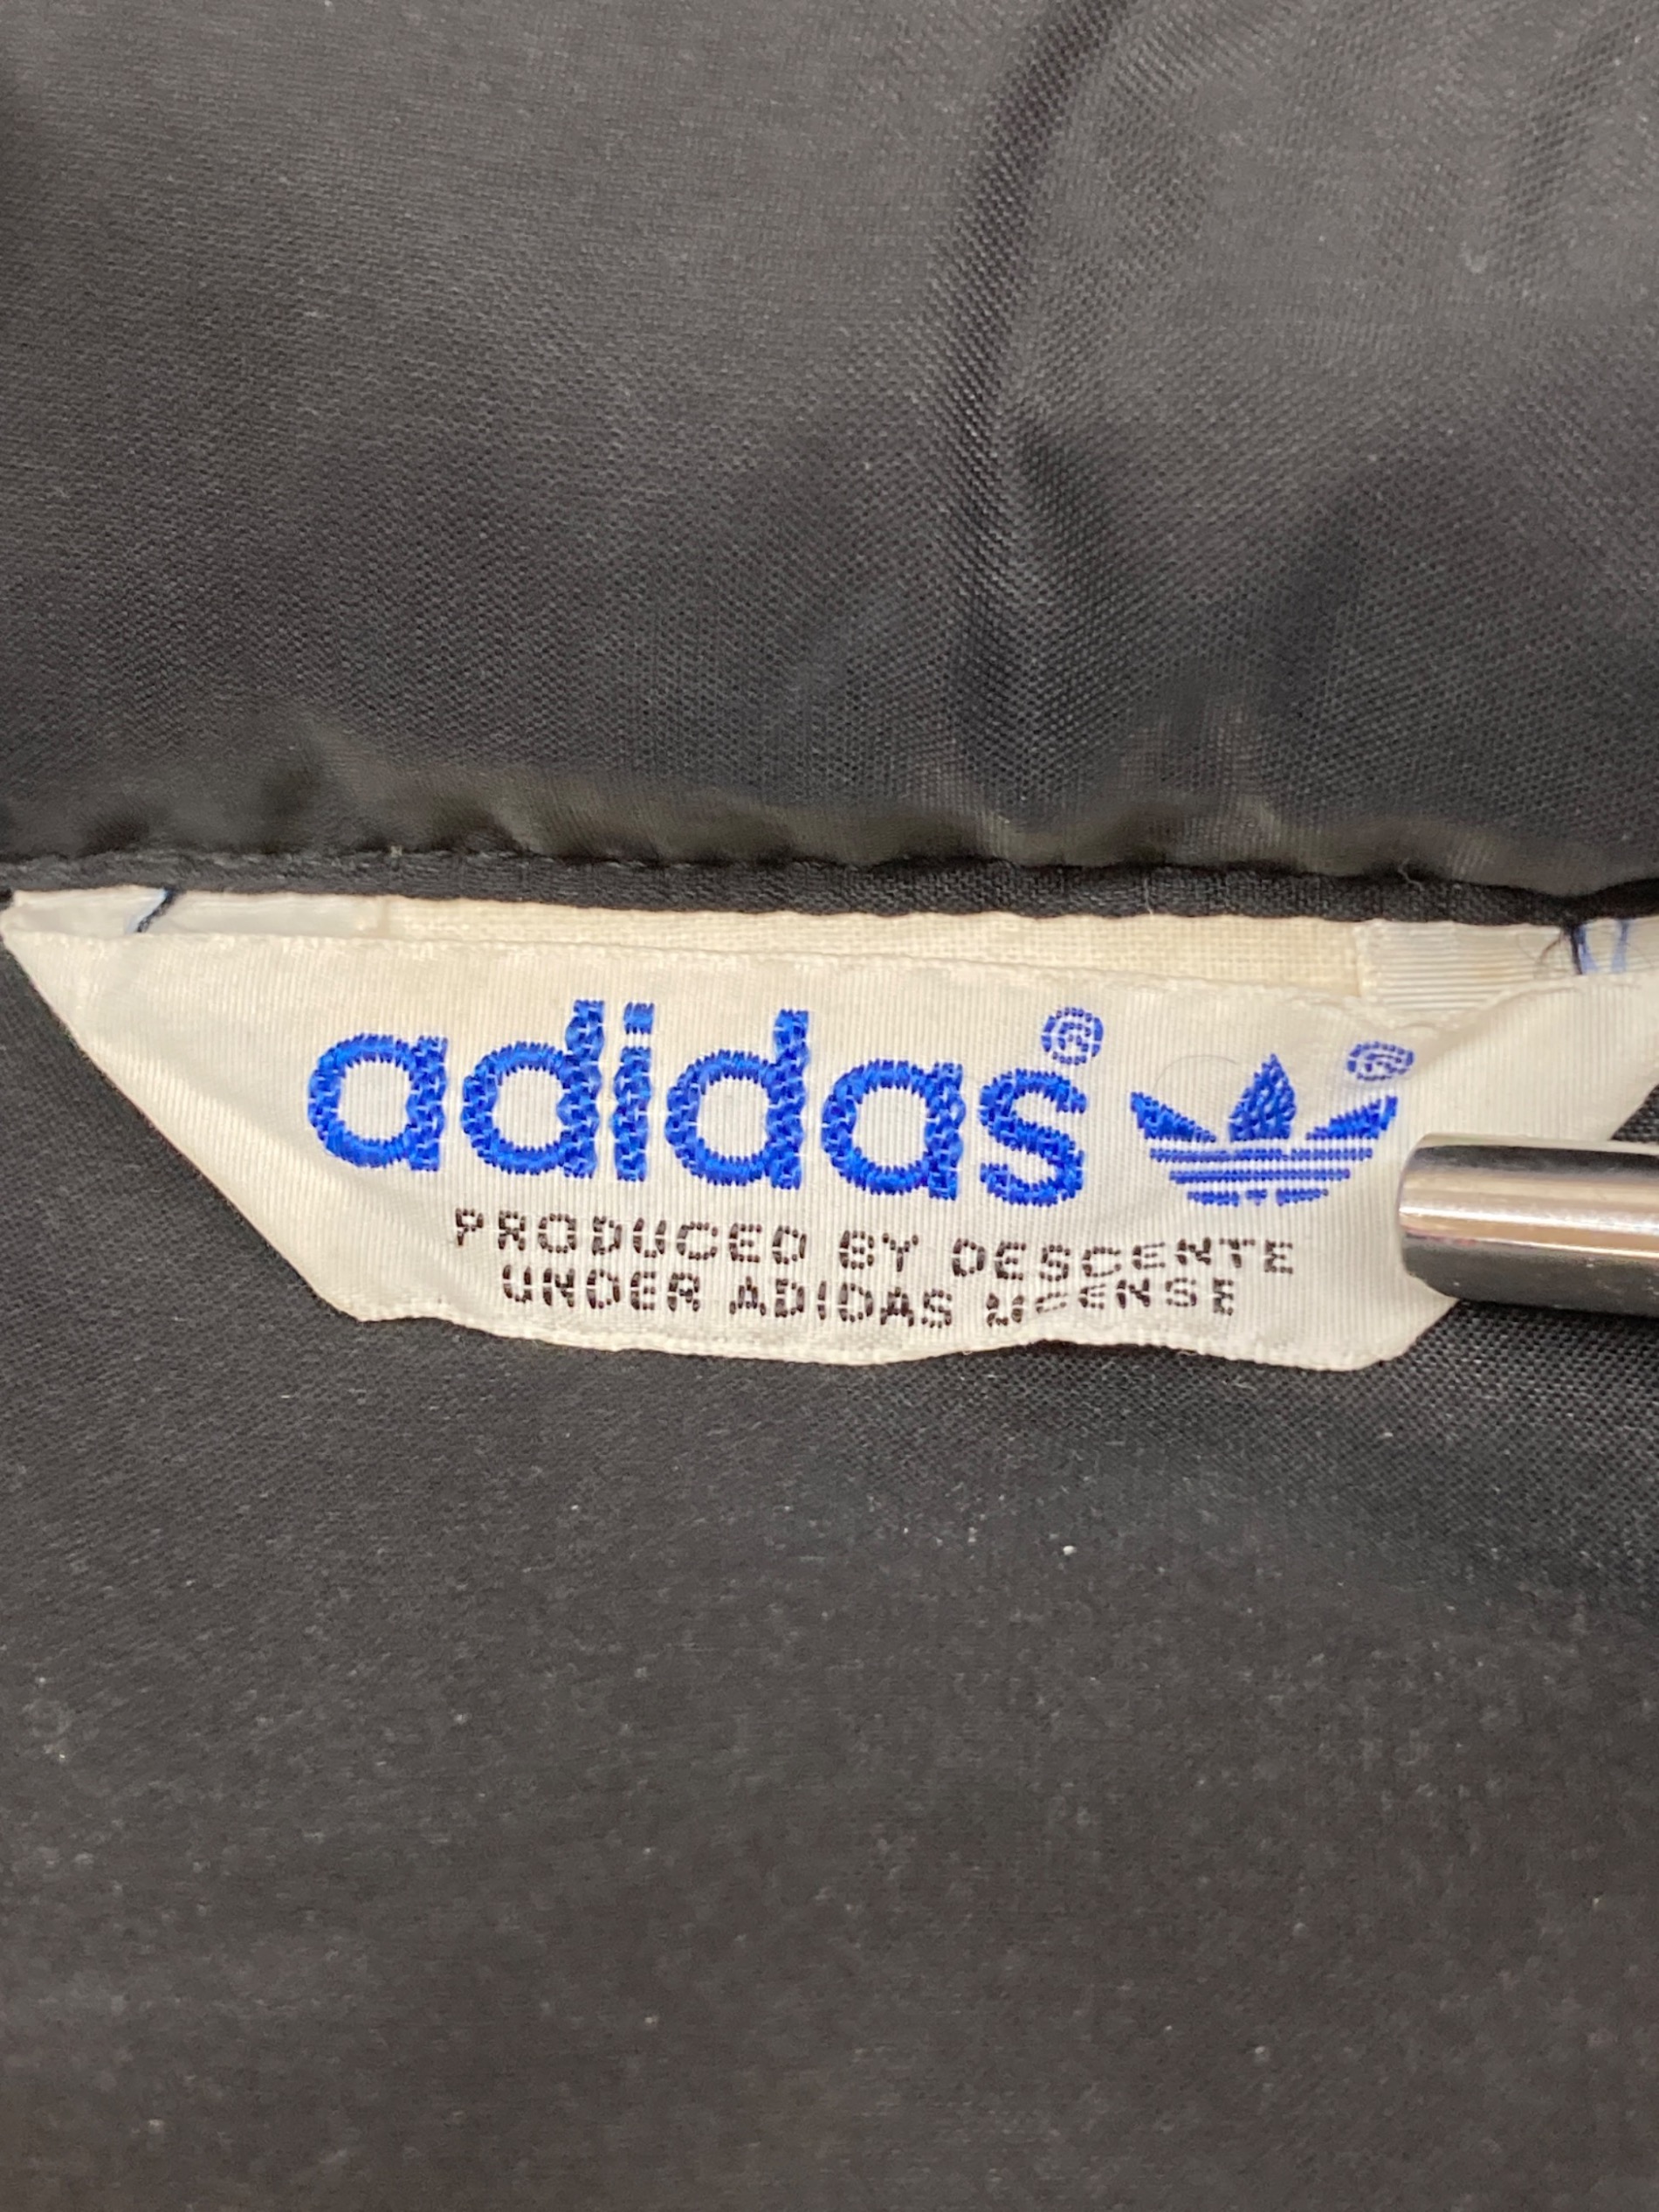 adidas® ®
PRODUCED BY DESCENTE
UNDER ADIDAS LICENSE